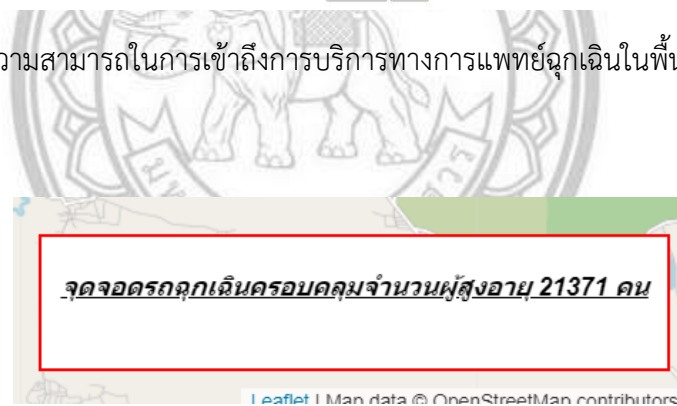 วามสามารถในการเข้าถึงการบริการทางการแพทย์ฉุกเฉินในพื้น
จุดจอดรถฉุกเฉินครอบคลุมจำนวนผู้สูงอายุ 21371 คน
Leaflet | Map data © OpenStreetMap contributors